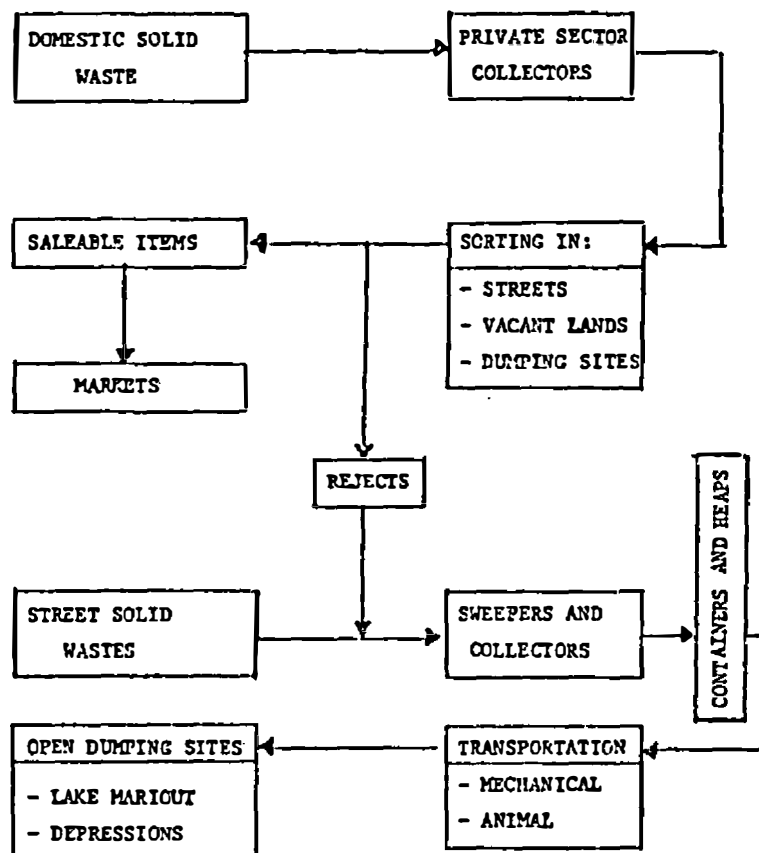 DOMESTIC SOLID
WASTE
PRIVATE SECTOR
COLLECTORS
SALEABLE ITEMS
SORTING IN:
- STREETS
- VACANT LANDS
- DUMPING SITES
MARKETS
REJECTS
CONTAINERS AND HEAPS
STREET SOLID
WASTES
SWEEPERS AND
COLLECTORS
OPEN DUMPING SITES
- LAKE MARIOUT
- DEPRESSIONS
TRANSPORTATION
- MECHANICAL
- ANIMAL